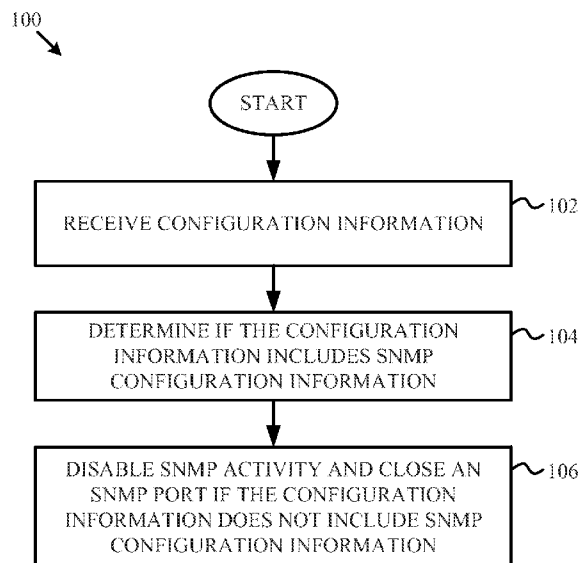 100
START
RECEIVE CONFIGURATION INFORMATION
102
DETERMINE IF THE CONFIGURATION
INFORMATION INCLUDES SNMP
CONFIGURATION INFORMATION
104
DISABLE SNMP ACTIVITY AND CLOSE AN
SNMP PORT IF THE CONFIGURATION
INFORMATION DOES NOT INCLUDE SNMP
CONFIGURATION INFORMATION
106